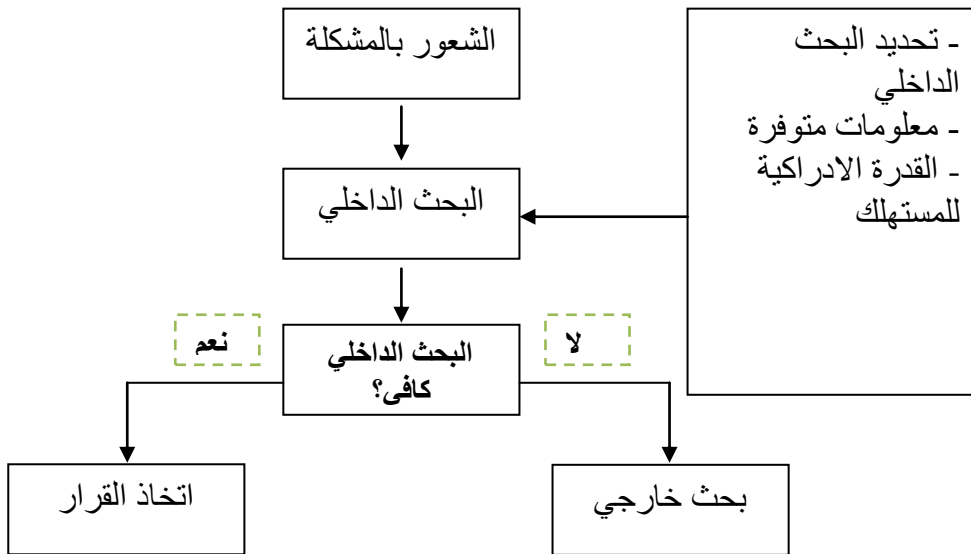 الشعور بالمشكلة
- تحديد البحث
الداخلي
- معلومات متوفرة
- القدرة الادراكية
للمستهلك
البحث الداخلي
البحث الداخلي
كافى؟
لا
نعم
بحث خارجي
اتخاذ القرار